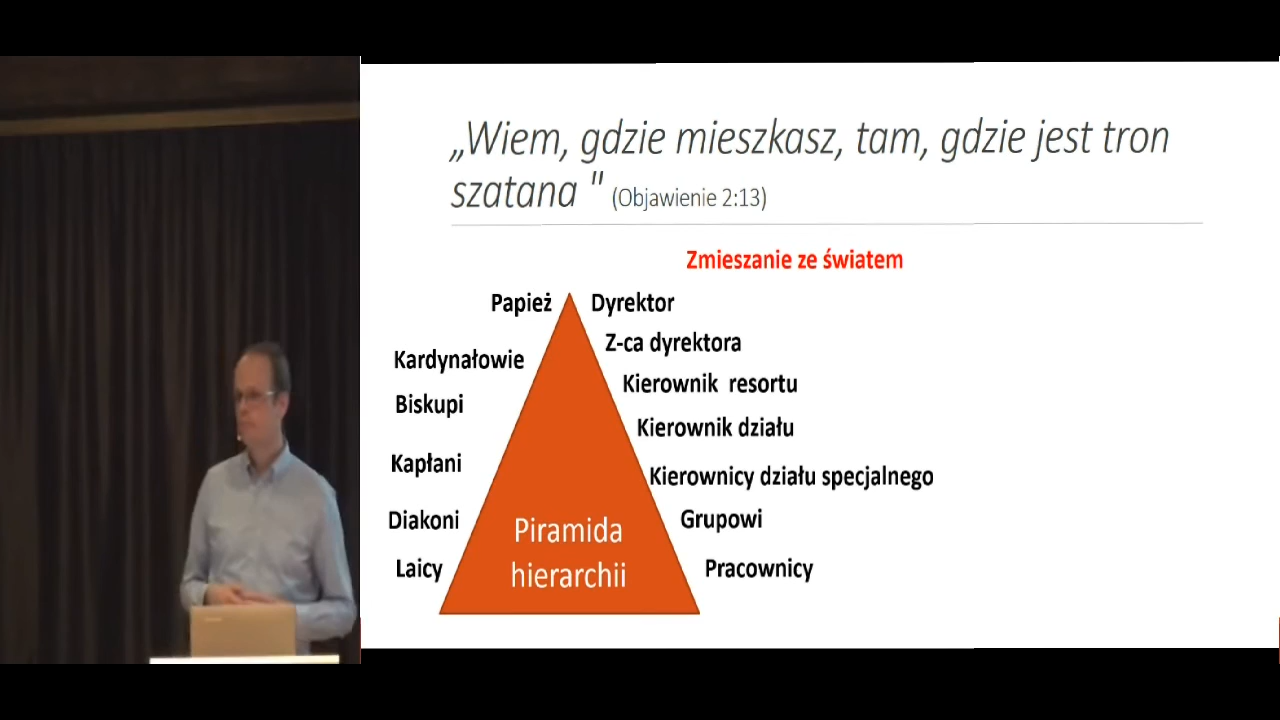 „Wiem, gdzie mieszkasz, tam, gdzie jest tron
szatana " (Objawienie 2:13)
Zmieszanie ze światem
Papież
Dyrektor
Z-ca dyrektora
Kardynałowie
Kierownik resortu
Biskupi
Kierownik działu
Kapłani
Kierownicy działu specjalnego
Diakoni
Grupowi
Laicy
Pracownicy
Piramida
hierarchii